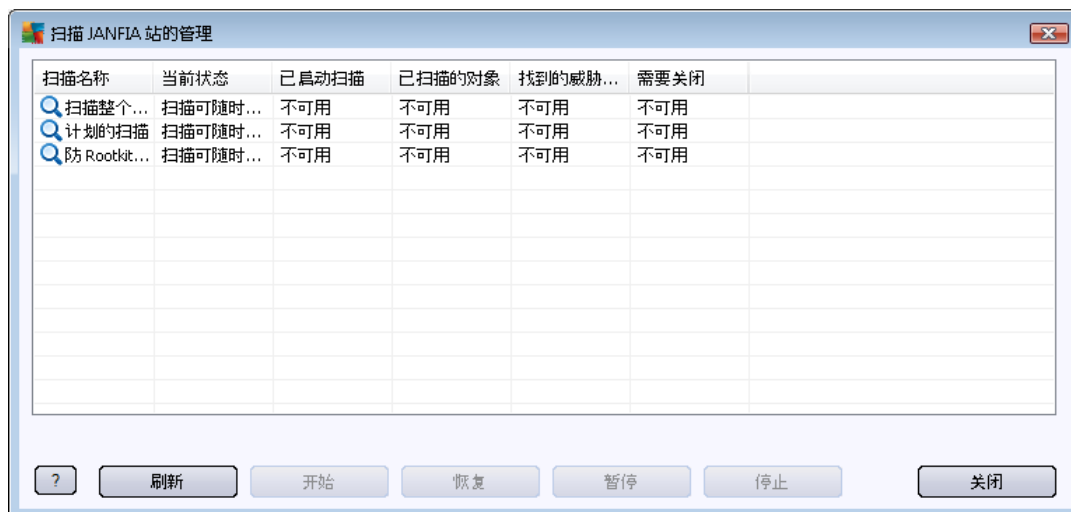 扫描 JANFIA 站的管理
扫描名称 当前状态 已启动扫描 已扫描的对象 找到的威胁... 需要关闭
扫描整个... 扫描可随时... 不可用 不可用 不可用 不可用
计划的扫描 扫描可随时... 不可用 不可用 不可用 不可用
防 Rootkit... 扫描可随时... 不可用 不可用 不可用 不可用
? 刷新 开始 恢复 暂停 停止 关闭